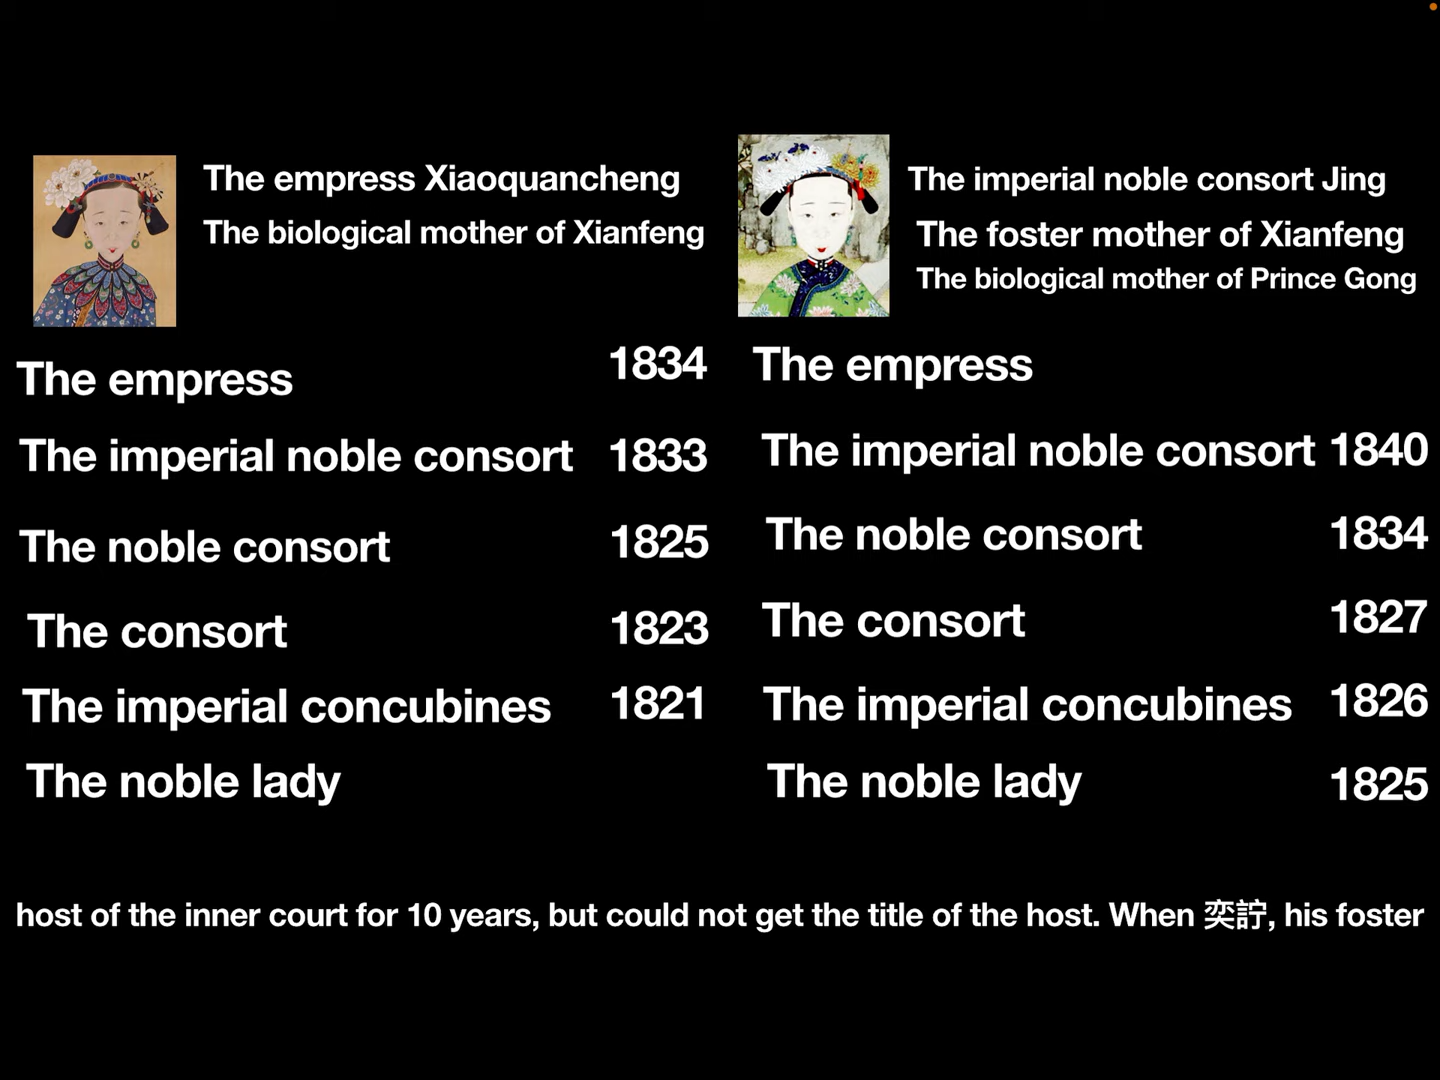 The empress Xiaoquancheng
The biological mother of Xianfeng
The empress 1834
The imperial noble consort 1833
The noble consort 1825
The consort 1823
The imperial concubines 1821
The noble lady
The imperial noble consort Jing
The foster mother of Xianfeng
The biological mother of Prince Gong
The empress
The imperial noble consort 1840
The noble consort 1834
The consort 1827
The imperial concubines 1826
The noble lady 1825
host of the inner court for 10 years, but could not get the title of the host. When 奕詝, his foster